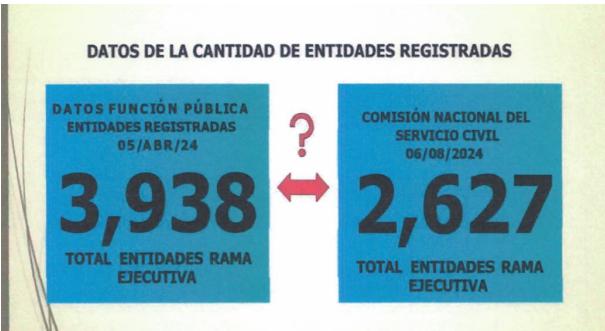 DATOS DE LA CANTIDAD DE ENTIDADES REGISTRADAS
DATOS FUNCIÓN PÚBLICA
ENTIDADES REGISTRADAS
05/ABR/24
3,938
TOTAL ENTIDADES RAMA
EJECUTIVA
?
COMISIÓN NACIONAL DEL
SERVICIO CIVIL
06/08/2024
2,627
TOTAL ENTIDADES RAMA
EJECUTIVA